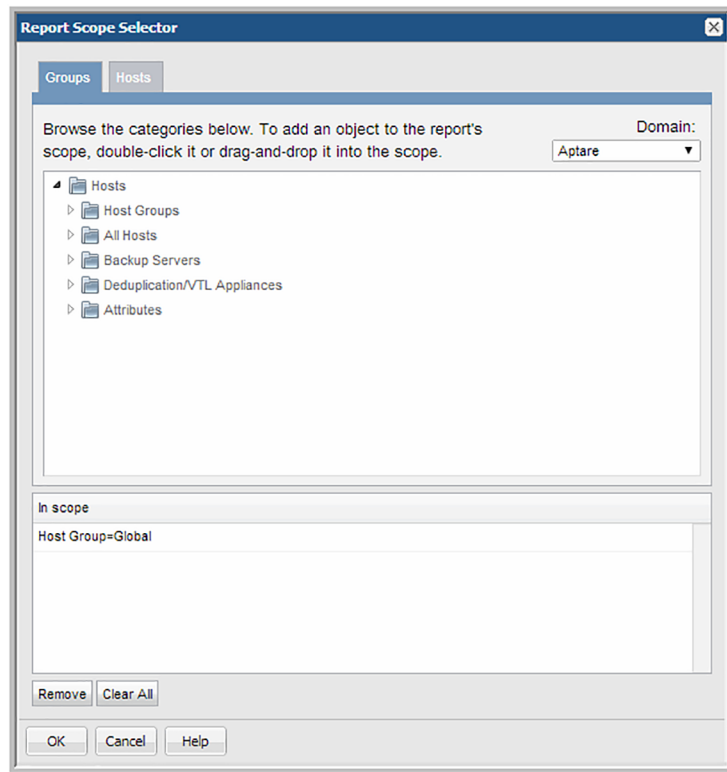 Report Scope Selector
Groups
Hosts
Browse the categories below. To add an object to the report's
scope, double-click it or drag-and-drop it into the scope.
Domain:
Aptare
Hosts
Host Groups
All Hosts
Backup Servers
Deduplication/VTL Appliances
Attributes
In scope
Host Group=Global
Remove
Clear All
OK
Cancel
Help